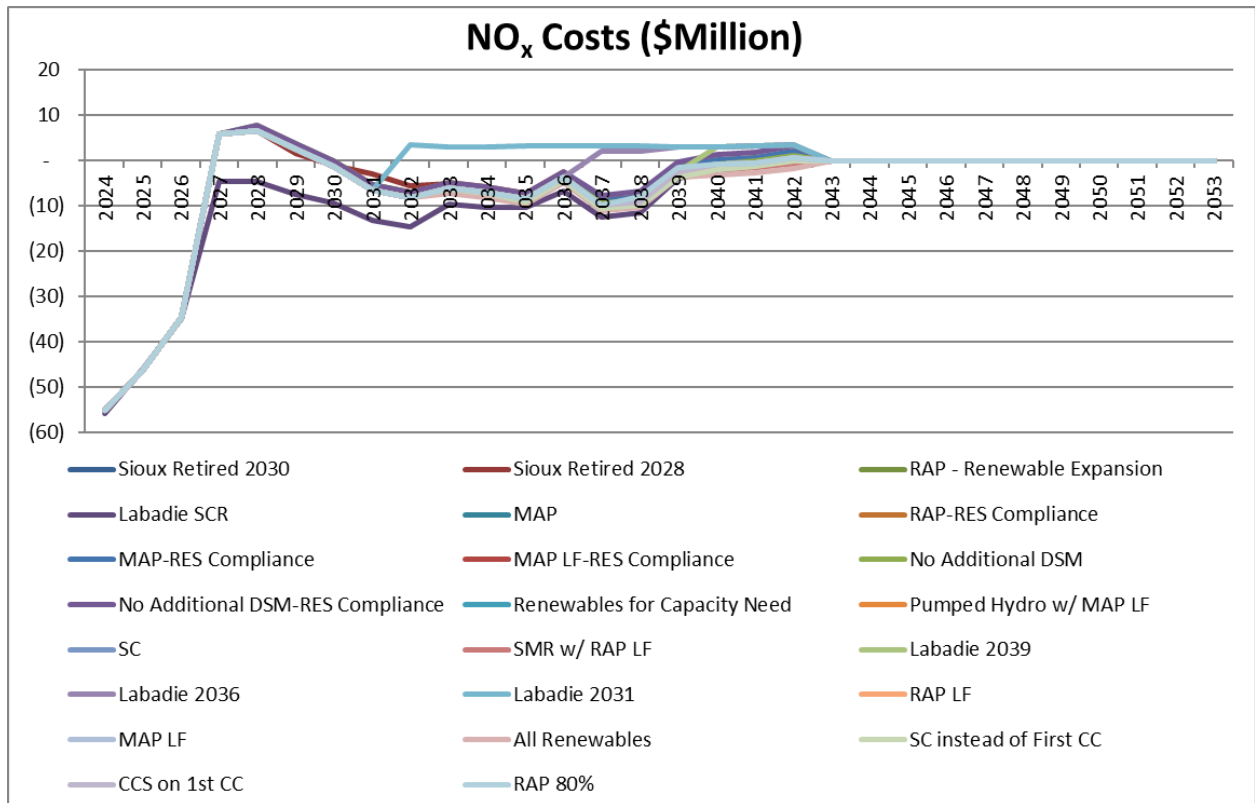 NOx Costs ($Million)
20
10
-
(10)
(20)
(30)
(40)
(50)
(60)
2024 2025 2026 2027 2028 2029 2030 2031 2032 2033 2034 2035 2036 2037 2038 2039 2040 2041 2042 2043 2044 2045 2046 2047 2048 2049 2050 2051 2052 2053
Sioux Retired 2030 Sioux Retired 2028 RAP - Renewable Expansion
Labadie SCR MAP RAP-RES Compliance
MAP-RES Compliance MAP LF-RES Compliance No Additional DSM
No Additional DSM-RES Compliance Renewables for Capacity Need Pumped Hydro w/ MAP LF
SC SMR w/ RAP LF Labadie 2039
Labadie 2036 Labadie 2031 RAP LF
MAP LF All Renewables SC instead of First CC
CCS on 1st CC RAP 80%